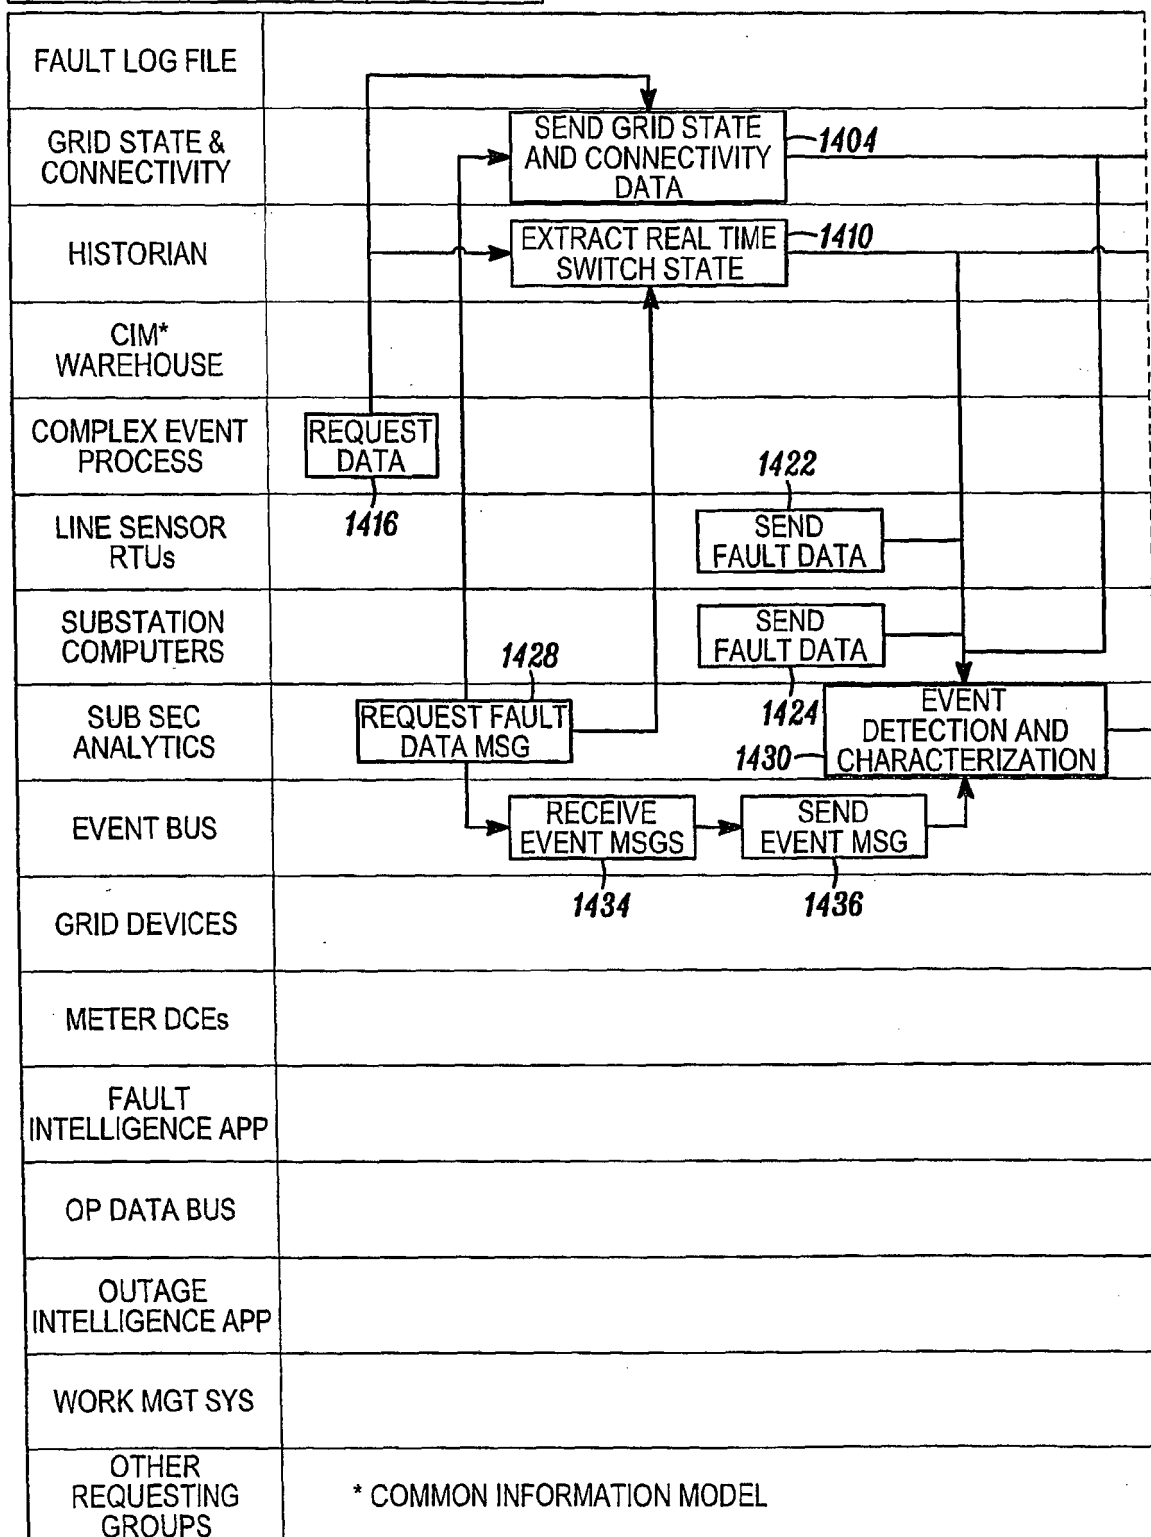 FAULT LOG FILE
GRID STATE &
CONNECTIVITY
SEND GRID STATE
AND CONNECTIVITY
DATA
1404
HISTORIAN
EXTRACT REAL TIME
SWITCH STATE
1410
CIM*
WAREHOUSE
COMPLEX EVENT
PROCESS
REQUEST
DATA
1416
LINE SENSOR
RTUs
1422
SEND
FAULT DATA
SUBSTATION
COMPUTERS
SEND
FAULT DATA
1424
SUB SEC
ANALYTICS
1428
REQUEST FAULT
DATA MSG
EVENT
DETECTION AND
CHARACTERIZATION
1430
EVENT BUS
RECEIVE
EVENT MSGS
1434
SEND
EVENT MSG
1436
GRID DEVICES
METER DCEs
FAULT
INTELLIGENCE APP
OP DATA BUS
OUTAGE
INTELLIGENCE APP
WORK MGT SYS
OTHER
REQUESTING
GROUPS
* COMMON INFORMATION MODEL